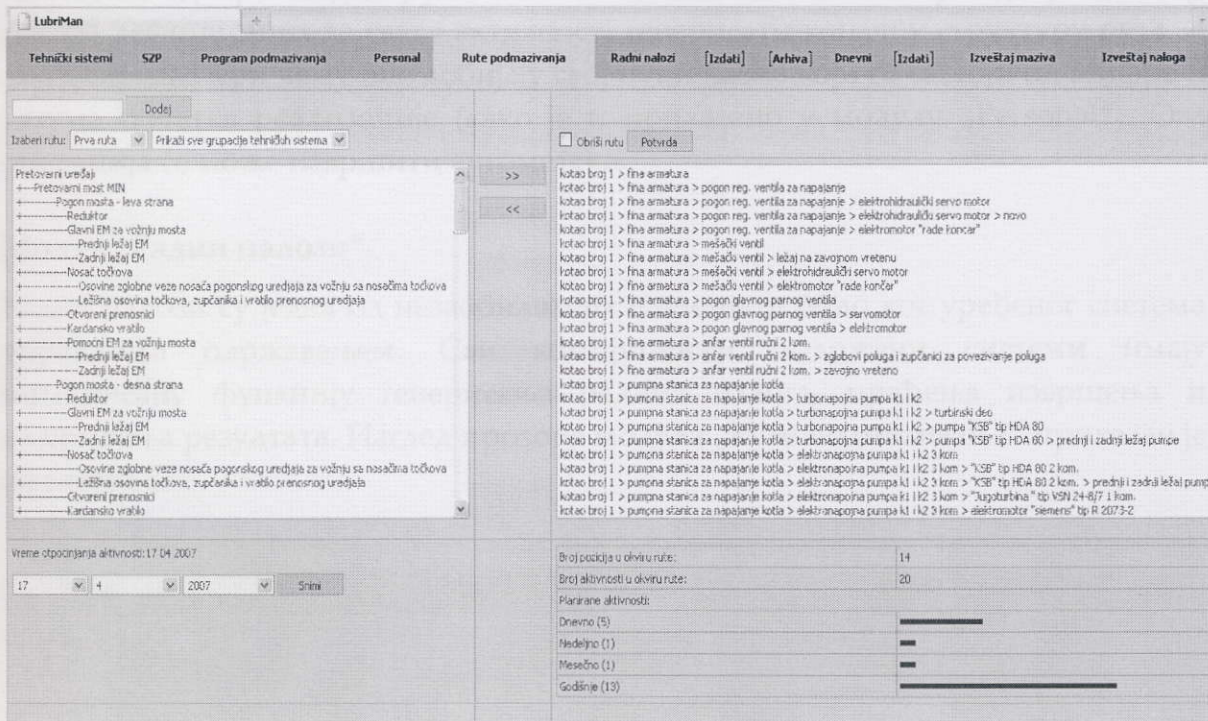 LubriMan
Tehnički sistemi SZP Program podmazivanja Personal Rute podmazivanja Radni nalozi [Izdati] [Arhiva] Dnevni [Izdati] Izveštaj maziva Izveštaj naloga
Dodej
Izaberi rutu: Prva ruta Prikaži sve grupacije tehničkih sistema
Obriši rutu Potvrda
Pretovarni uređaji
+---Pretovarni most MIN
Pogon mosta - leva strana
Reduktor
Glavni EM za vožnju mosta
Prednji ležaj EM
Zadnji ležaj EM
Nosač točkova
Osovine zglobne veze nosača pogonskog uredjaja za vožnju sa nosačima točkova
Ležišna osovina točkova, zupčanika i vratilo prenosnog uredjaja
Otvoreni prenosnici
Kardansko vratilo
Pomoćni EM za vožnju mosta
Prednji ležaj EM
Zadnji ležaj EM
Pogon mosta - desna strana
Reduktor
Glavni EM za vožnju mosta
Prednji ležaj EM
Zadnji ležaj EM
Nosač točkova
Osovine zglobne veze nosača pogonskog uredjaja za vožnju sa nosačima točkova
Ležišna osovina točkova, zupčanika i vratilo prenosnog uredjaja
Otvoreni prenosnici
Kardansko vratilo
>>
<<
kotao broj 1 > fina armatura
kotao broj 1 > fina armatura > pogon reg. ventila za napajanje
kotao broj 1 > fina armatura > pogon reg. ventila za napajanje > elektrohidraulički servo motor
kotao broj 1 > fina armatura > pogon reg. ventila za napajanje > elektrohidraulički servo motor > novo
kotao broj 1 > fina armatura > pogon reg. ventila za napajanje > elektromotor "rade končar"
kotao broj 1 > fina armatura > mešački ventil
kotao broj 1 > fina armatura > mešački ventil > ležaj na zavojnom vretenu
kotao broj 1 > fina armatura > mešački ventil > elektrohidraulički servo motor
kotao broj 1 > fina armatura > mešački ventil > elektromotor "rade končar"
kotao broj 1 > fina armatura > pogon glavnog parnog ventila
kotao broj 1 > fina armatura > pogon glavnog parnog ventila > servomotor
kotao broj 1 > fina armatura > pogon glavnog parnog ventila > elektromotor
kotao broj 1 > fina armatura > anfar ventil ručni 2 kom.
kotao broj 1 > fina armatura > anfar ventil ručni 2 kom. > zglobovi poluga i zupčanici za povezivanje poluga
kotao broj 1 > fina armatura > anfar ventil ručni 2 kom. > zavojno vreteno
kotao broj 1 > pumpna stanica za napajanje kotla
kotao broj 1 > pumpna stanica za napajanje kotla > turbonapojna pumpa k1 i k2
kotao broj 1 > pumpna stanica za napajanje kotla > turbonapojna pumpa k1 i k2 > turbinski deo
kotao broj 1 > pumpna stanica za napajanje kotla > turbonapojna pumpa k1 i k2 > pumpa "KSB" tip HDA 80
kotao broj 1 > pumpna stanica za napajanje kotla > turbonapojna pumpa k1 i k2 > pumpa "KSB" tip HDA 80 > prednji i zadnji ležaj pumpe
kotao broj 1 > pumpna stanica za napajanje kotla > elektronapojna pumpa k1 i k2 3 kom
kotao broj 1 > pumpna stanica za napajanje kotla > elektronapojna pumpa k1 i k2 3 kom > "KSB" tip HDA 80 2 kom.
kotao broj 1 > pumpna stanica za napajanje kotla > elektronapojna pumpa k1 i k2 3 kom > "KSB" tip HDA 80 2 kom. > prednji i zadnji ležaj pump
kotao broj 1 > pumpna stanica za napajanje kotla > elektronapojna pumpa k1 i k2 3 kom > "Jugoturbina" tip VSN 24-8/7 1 kom.
kotao broj 1 > pumpna stanica za napajanje kotla > elektronapojna pumpa k1 i k2 3 kom > elektromotor "siemens" tip R 2073-2
Vreme otpocinjanja aktivnosti: 17 04 2007
17 4 2007 Snimi
Broj pozicija u okviru rute: 14
Broj aktivnosti u okviru rute: 20
Planirane aktivnosti:
Dnevno (5)
Nedeljno (1)
Mesečno (1)
Godišnje (13)